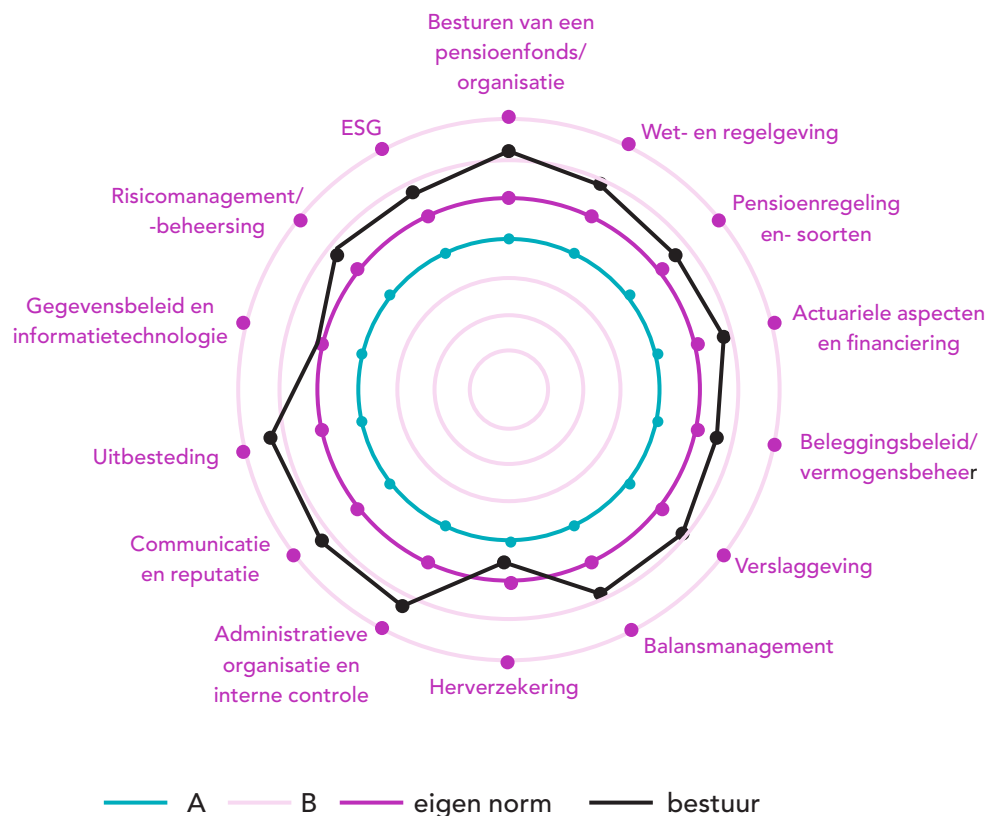 Besturen van een
pensioenfonds/
organisatie
Wet- en regelgeving
Pensioenregeling
en- soorten
Actuariele aspecten
en financiering
Beleggingsbeleid/
vermogensbeheer
Verslaggeving
Balansmanagement
Herverzekering
Administratieve
organisatie en
interne controle
Communicatie
en reputatie
Uitbesteding
Gegevensbeleid en
informatietechnologie
Risicomanagement/
-beheersing
ESG
A B eigen norm bestuur